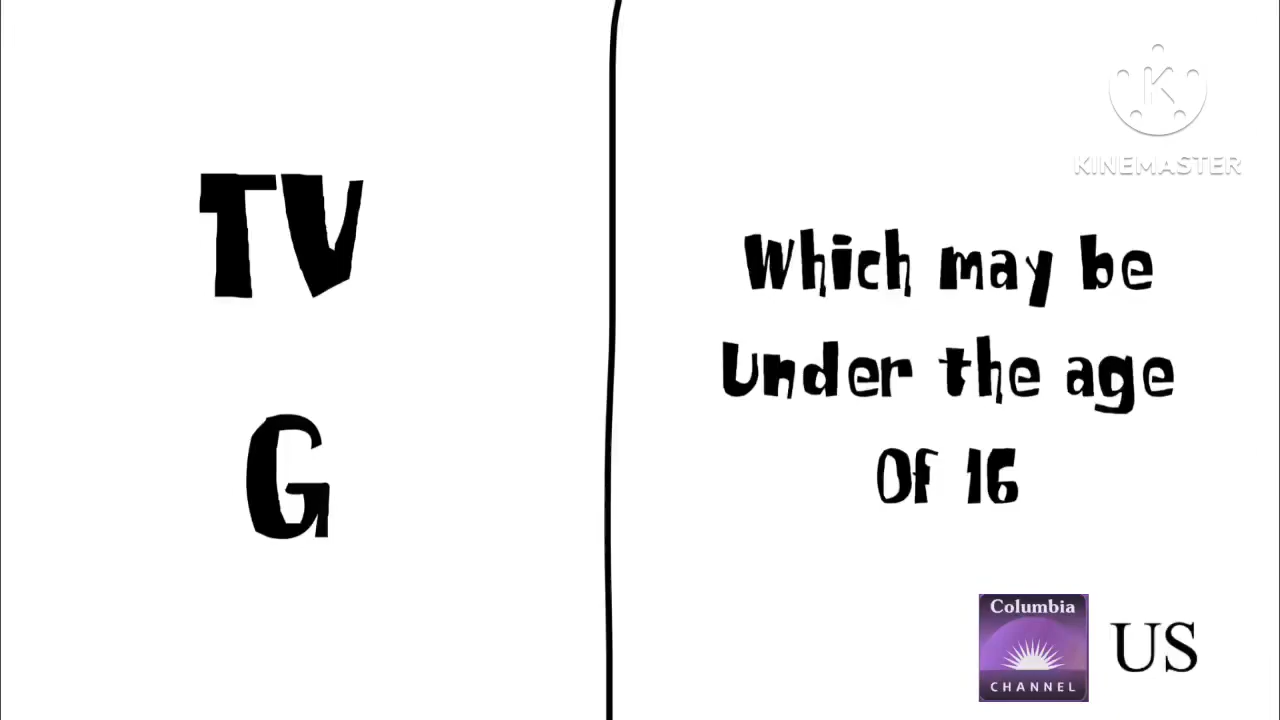 TV
G
KINEMASTER
Which may be
Under the age
Of 16
Columbia
CHANNEL
US